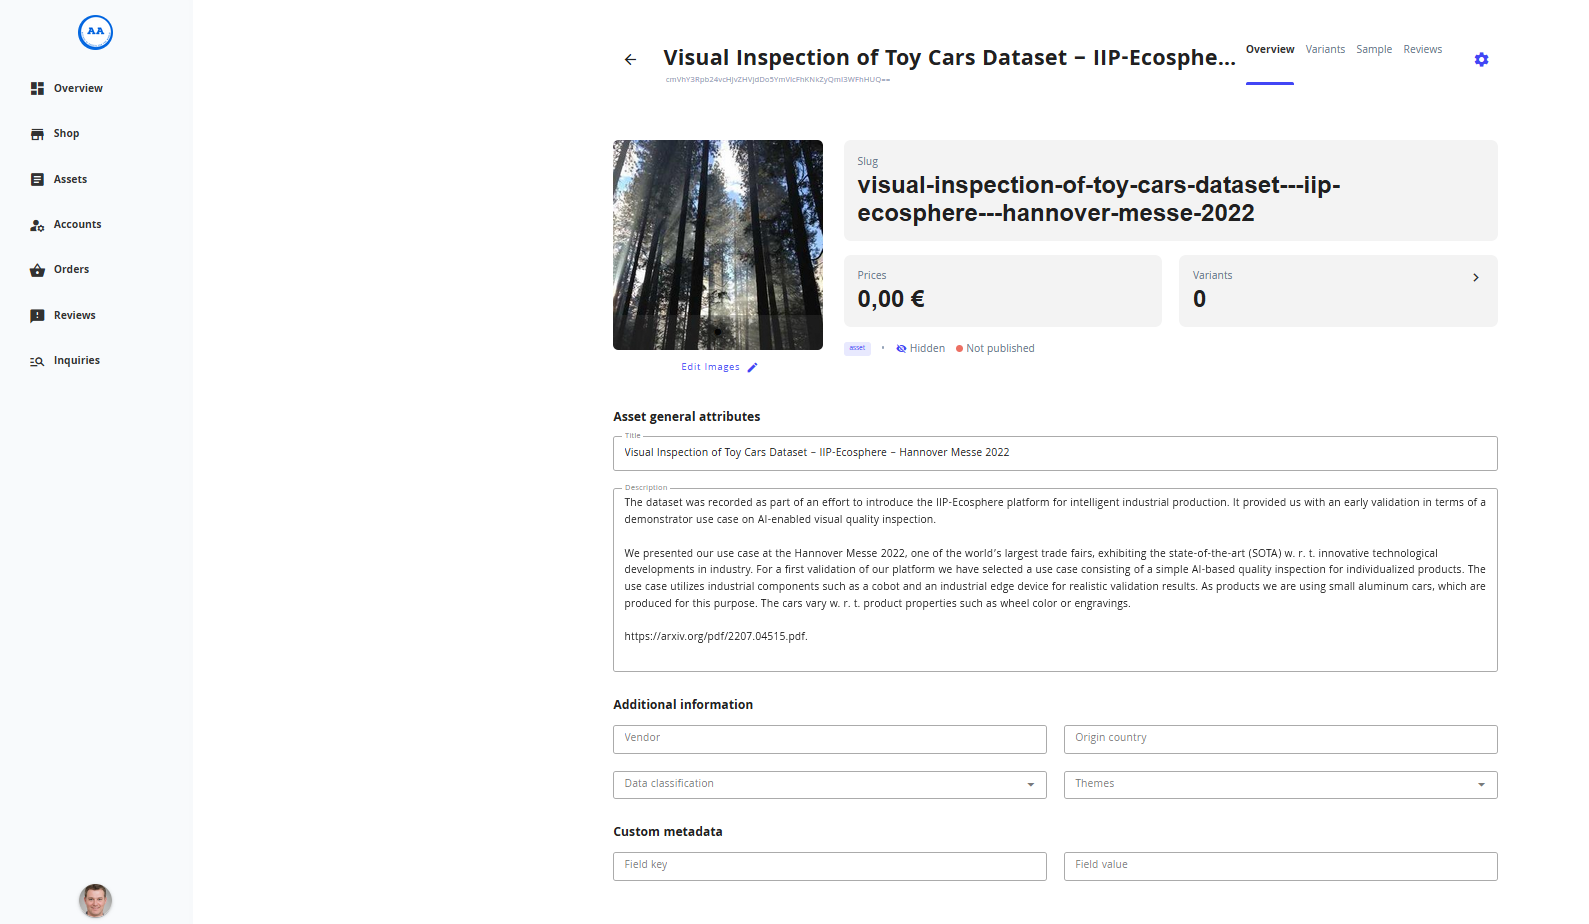 AA
Overview
Shop
Assets
Accounts
Orders
Reviews
Inquiries
Visual Inspection of Toy Cars Dataset – IIP-Ecosphe...
Overview Variants Sample Reviews
Slug
visual-inspection-of-toy-cars-dataset---iip-
ecosphere---hannover-messe-2022
Prices
0,00 €
Variants
0
asset
Hidden
Not published
Edit Images
Asset general attributes
Title
Visual Inspection of Toy Cars Dataset – IIP-Ecosphere – Hannover Messe 2022
Description
The dataset was recorded as part of an effort to introduce the IIP-Ecosphere platform for intelligent industrial production. It provided us with an early validation in terms of a
demonstrator use case on AI-enabled visual quality inspection.
We presented our use case at the Hannover Messe 2022, one of the world's largest trade fairs, exhibiting the state-of-the-art (SOTA) w. r. t. innovative technological
developments in industry. For a first validation of our platform we have selected a use case consisting of a simple AI-based quality inspection for individualized products. The
use case utilizes industrial components such as a cobot and an industrial edge device for realistic validation results. As products we are using small aluminum cars, which are
produced for this purpose. The cars vary w. r. t. product properties such as wheel color or engravings.
https://arxiv.org/pdf/2207.04515.pdf.
Additional information
Vendor
Origin country
Data classification
Themes
Custom metadata
Field key
Field value